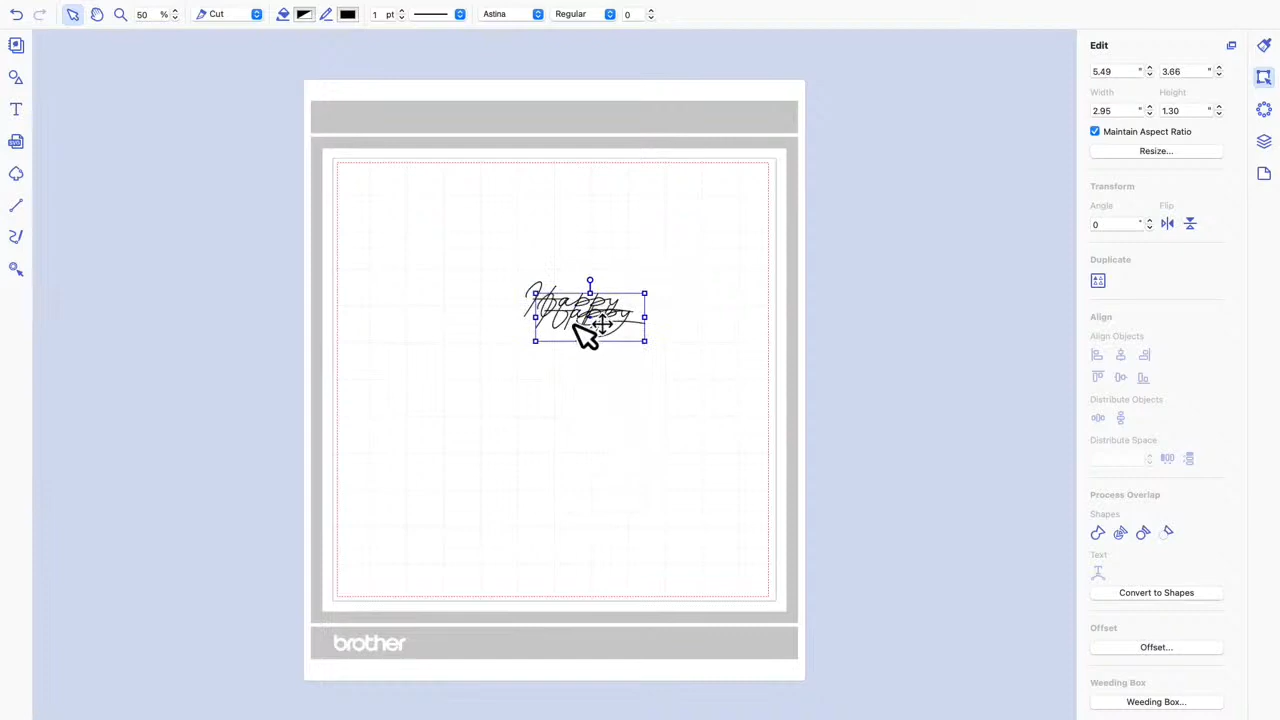 50 %
Cut
1 pt
Astina
Regular
0
Edit
5.49 " 3.66 "
Width Height
2.95 " 1.30 "
Maintain Aspect Ratio
Resize...
Transform
Angle Flip
0 °
Duplicate
Align
Align Objects
Distribute Objects
Distribute Space
Process Overlap
Shapes
Text
Convert to Shapes
Offset
Offset...
Weeding Box
Weeding Box...
Happy
Happy
brother